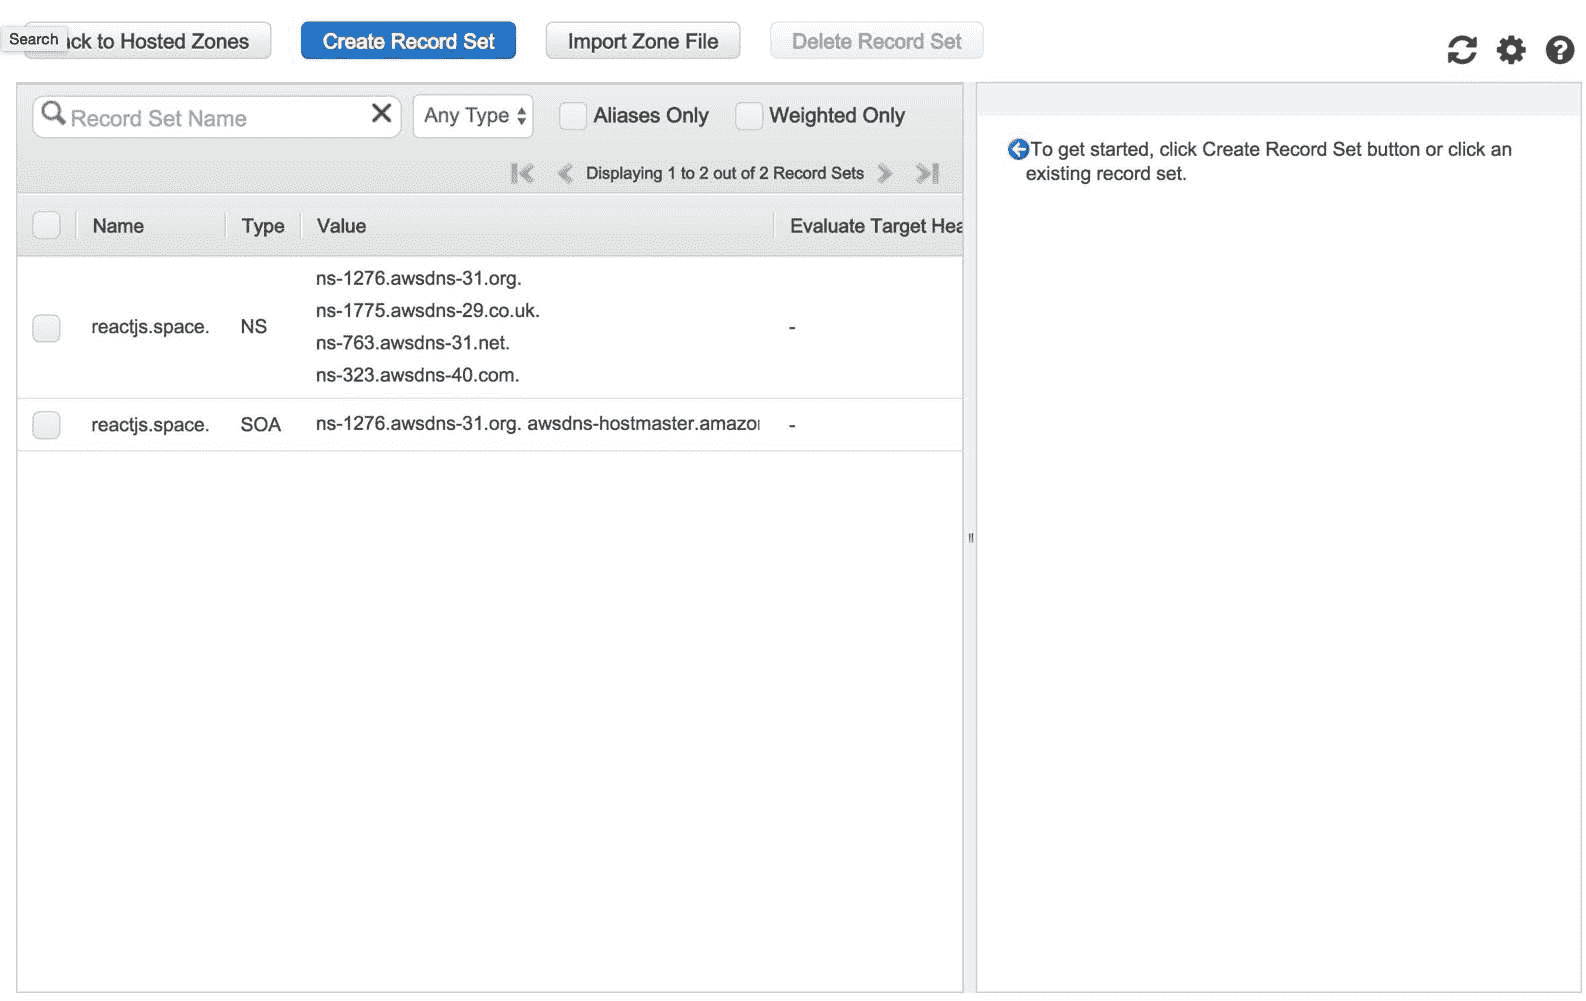 Search
ck to Hosted Zones
Create Record Set
Import Zone File
Delete Record Set
Record Set Name
Any Type
Aliases Only
Weighted Only
Displaying 1 to 2 out of 2 Record Sets
Name Type Value Evaluate Target Hea
ns-1276.awsdns-31.org.
ns-1775.awsdns-29.co.uk.
reactjs.space. NS -
ns-763.awsdns-31.net.
ns-323.awsdns-40.com.
reactjs.space. SOA ns-1276.awsdns-31.org. awsdns-hostmaster.amazo -
To get started, click Create Record Set button or click an
existing record set.